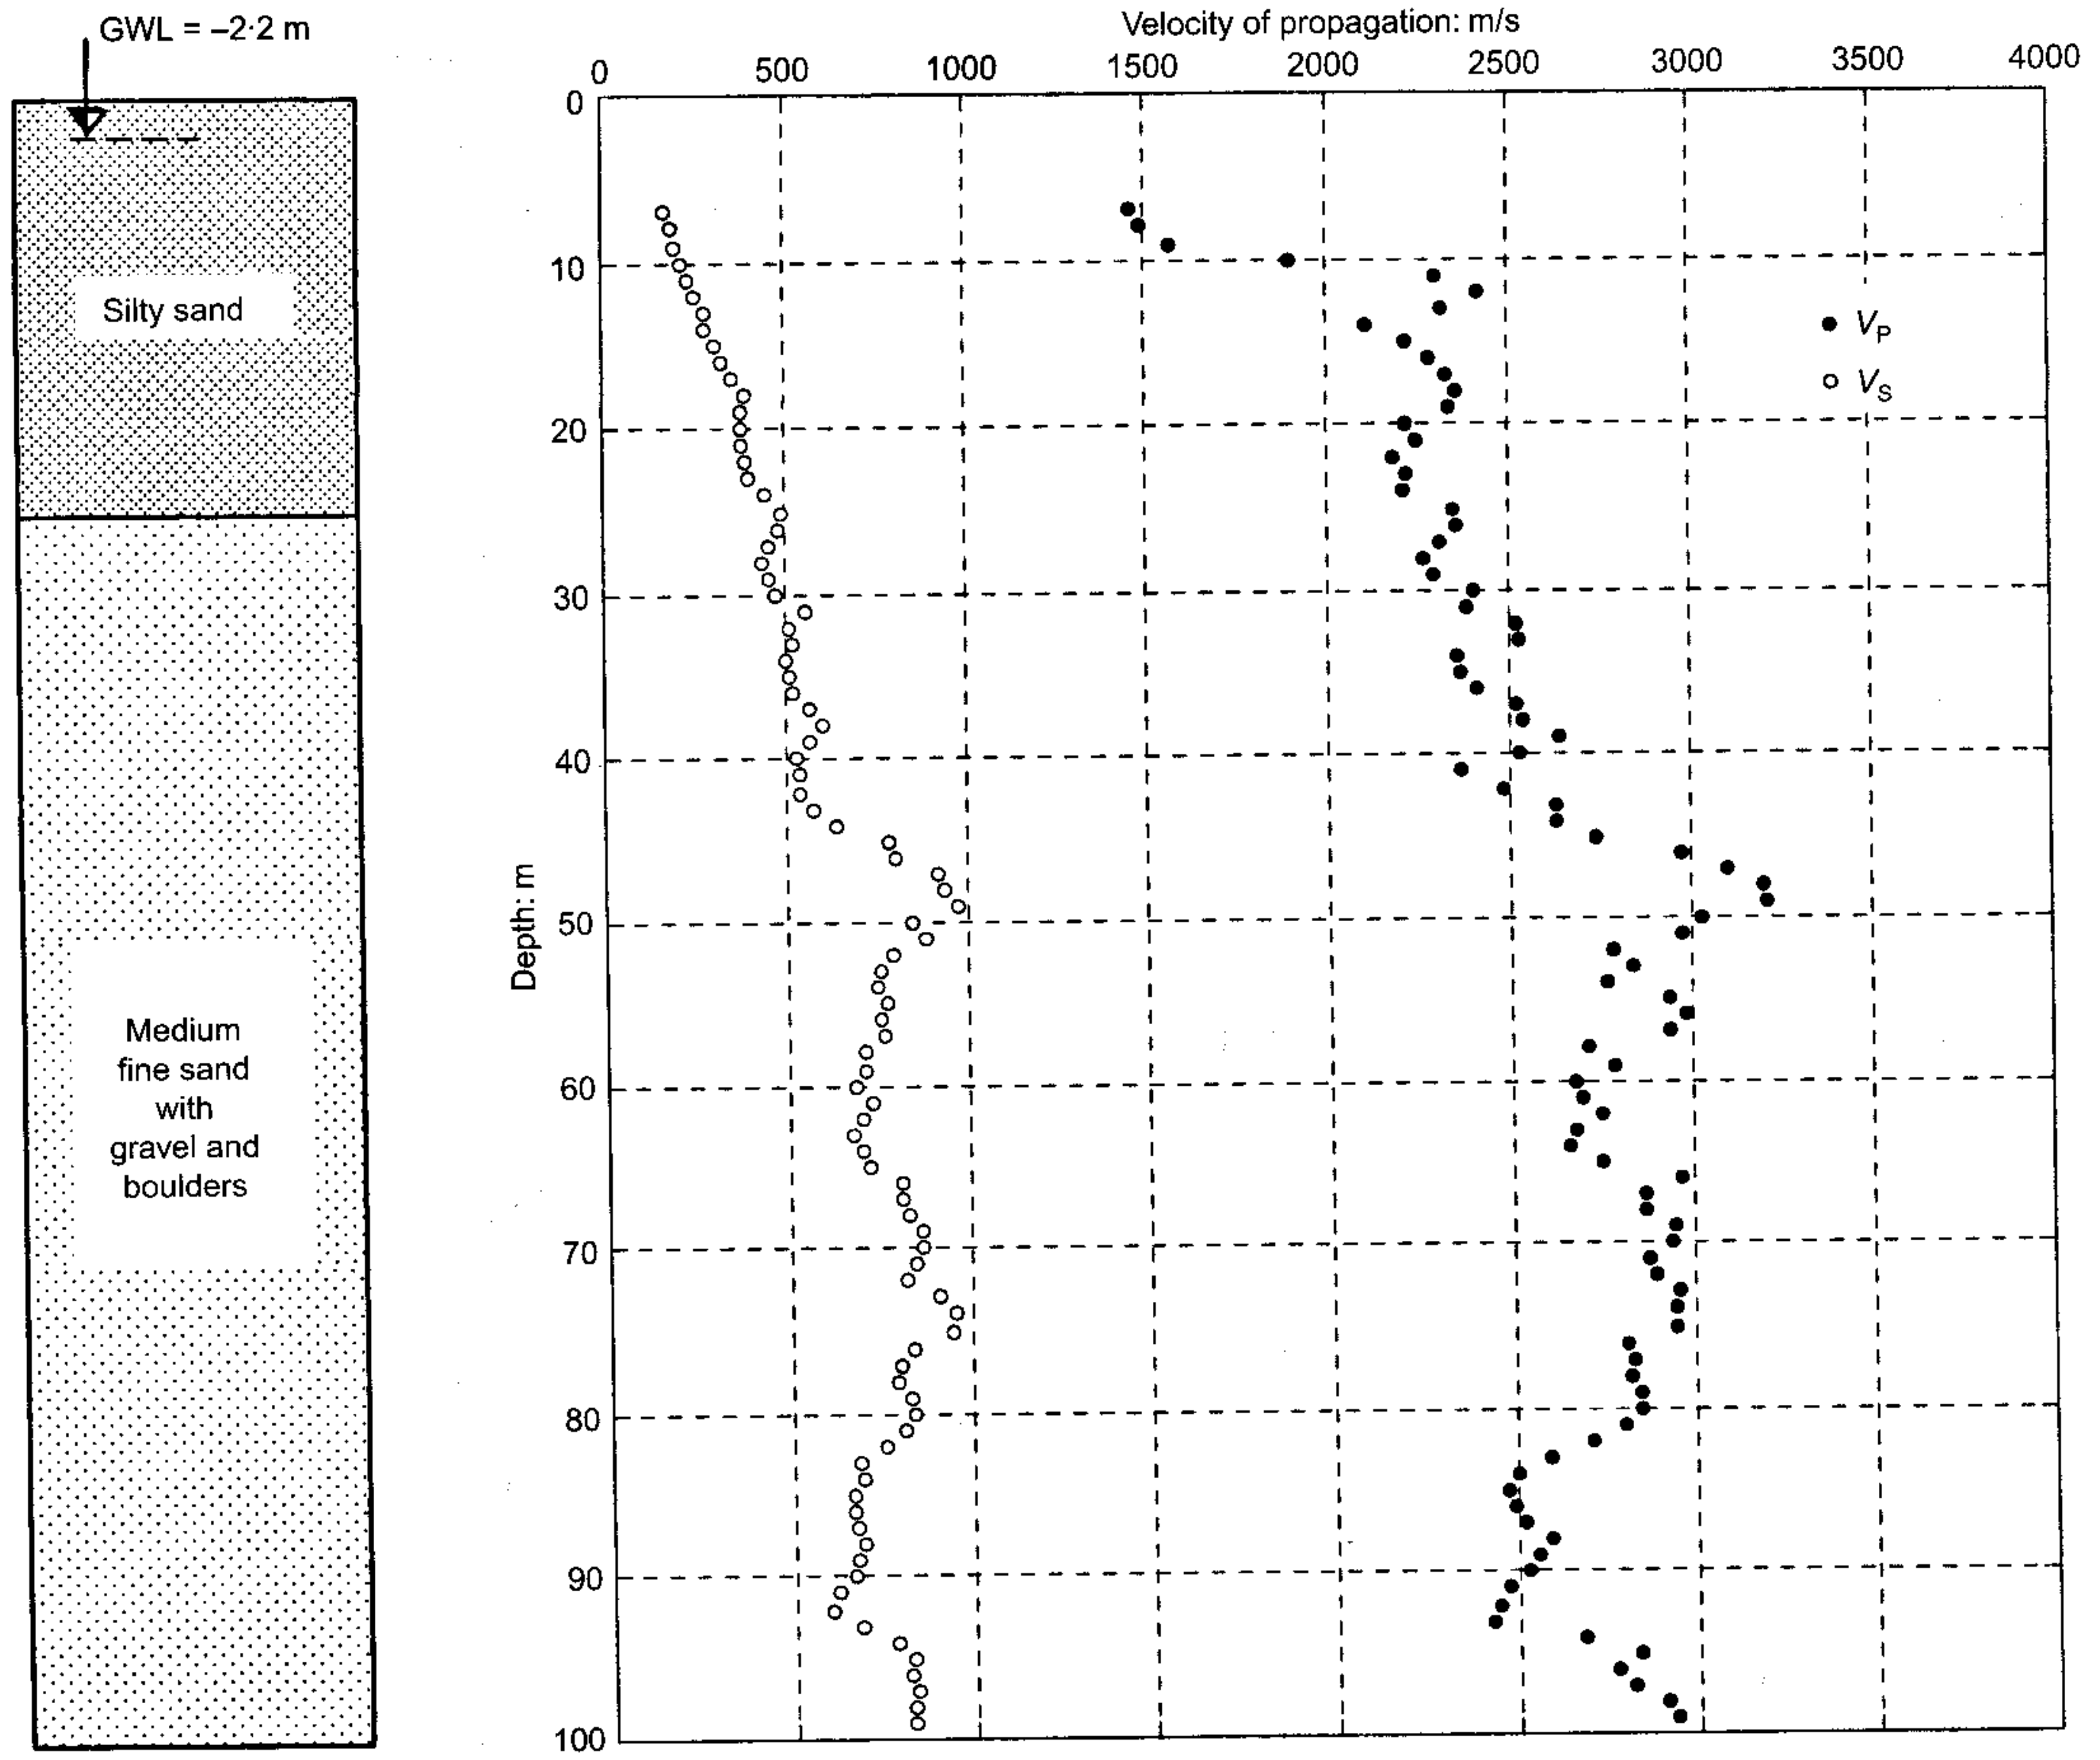 GWL = –2·2 m
Silty sand
Medium
fine sand
with
gravel and
boulders
Velocity of propagation: m/s
0 500 1000 1500 2000 2500 3000 3500 4000
Depth: m
0
10
20
30
40
50
60
70
80
90
100
V_P
V_S